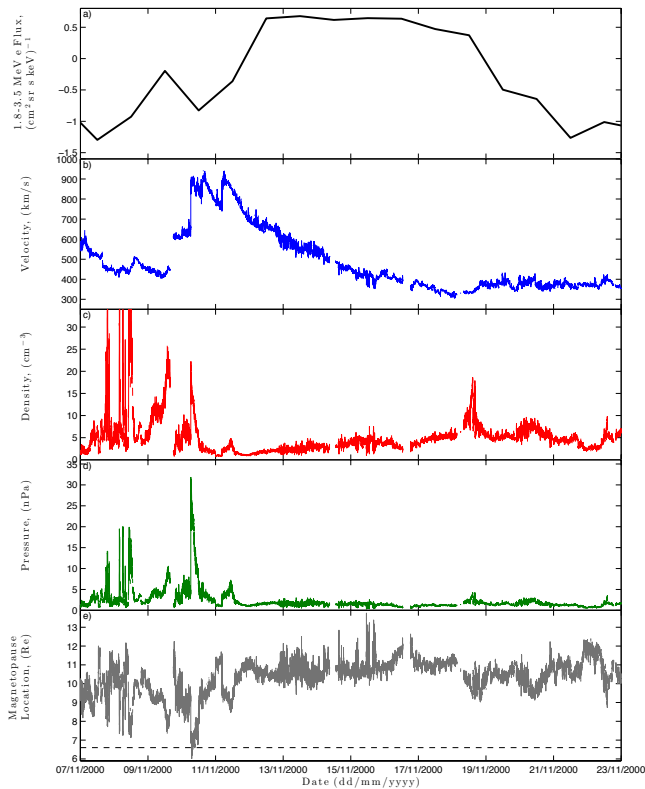 a)
1.8-3.5 MeV e Flux,
(cm² sr s keV)⁻¹
0.5
0
−0.5
−1
−1.5
b)
Velocity, (km/s)
1000
900
800
700
600
500
400
300
c)
Density, (cm⁻³)
30
25
20
15
10
5
0
d)
Pressure, (nPa)
35
30
25
20
15
10
5
0
e)
Magnetopause
Location, (Re)
13
12
11
10
9
8
7
6
07/11/2000 09/11/2000 11/11/2000 13/11/2000 15/11/2000 17/11/2000 19/11/2000 21/11/2000 23/11/2000
Date (dd/mm/yyyy)